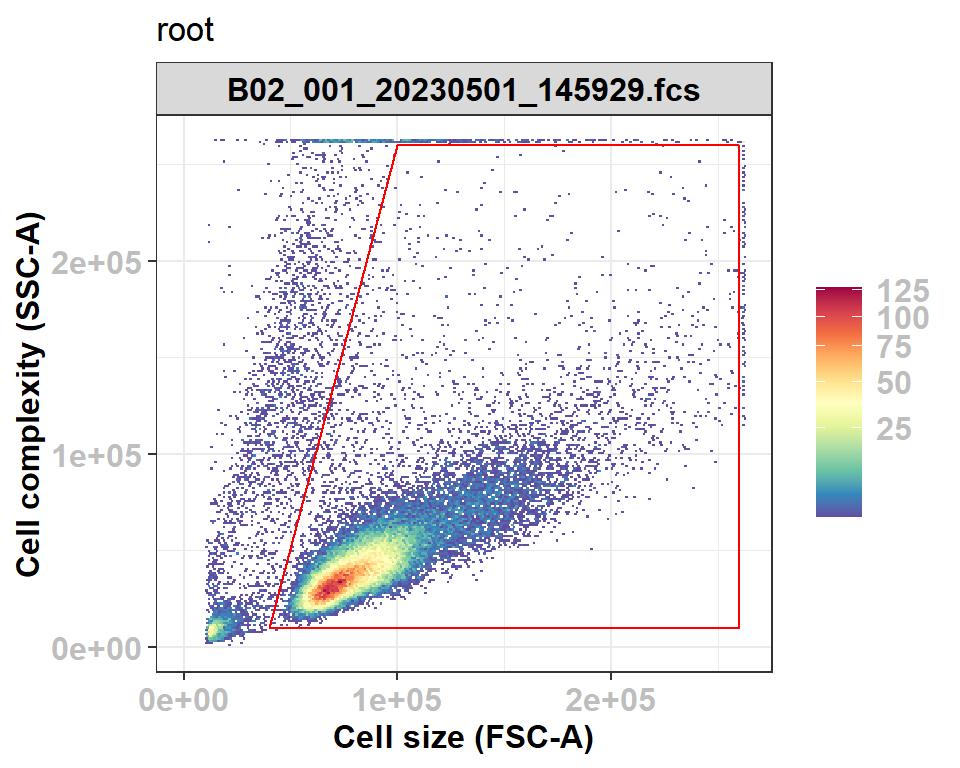 root
B02_001_20230501_145929.fcs
Cell complexity (SSC-A)
2e+05
1e+05
0e+00
0e+00 1e+05 2e+05
Cell size (FSC-A)
125
100
75
50
25